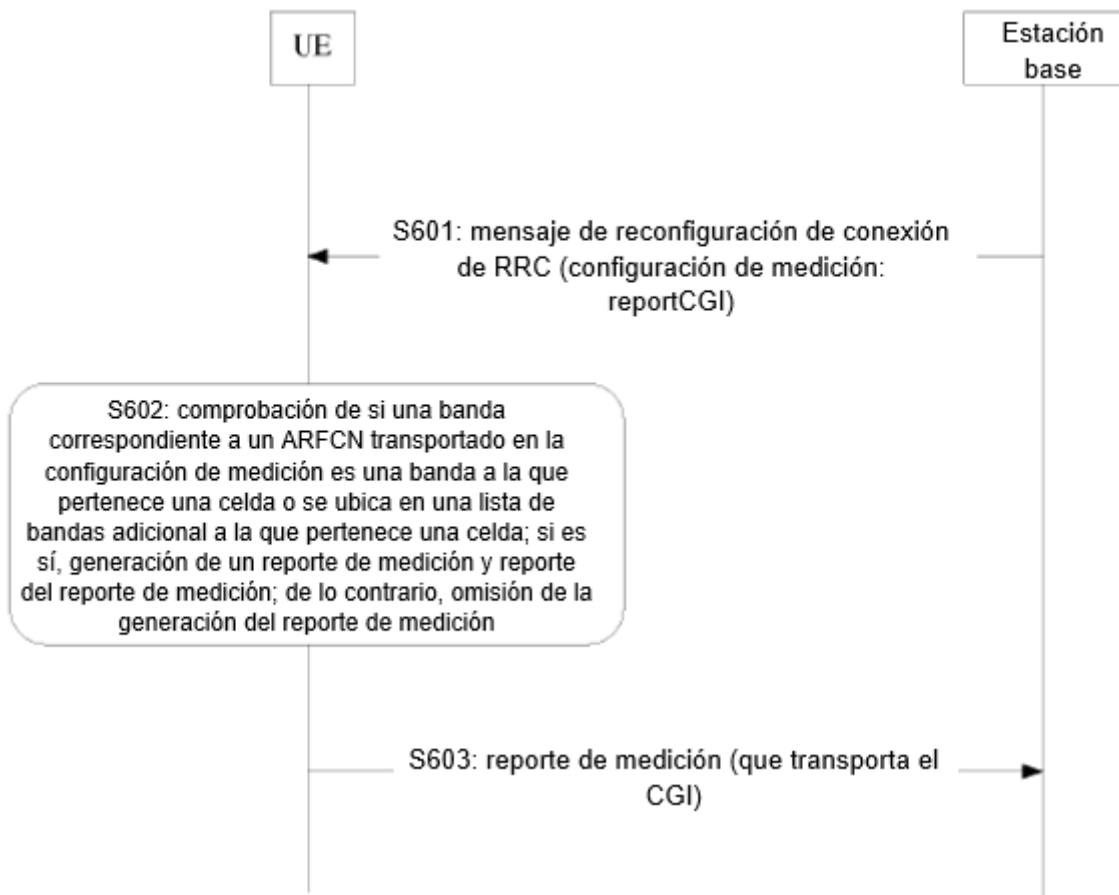 UE
Estación
base
S601: mensaje de reconfiguración de conexión
de RRC (configuración de medición:
reportCGI)
S602: comprobación de si una banda
correspondiente a un ARFCN transportado en la
configuración de medición es una banda a la que
pertenece una celda o se ubica en una lista de
bandas adicional a la que pertenece una celda; si es
sí, generación de un reporte de medición y reporte
del reporte de medición; de lo contrario, omisión de la
generación del reporte de medición
S603: reporte de medición (que transporta el
CGI)